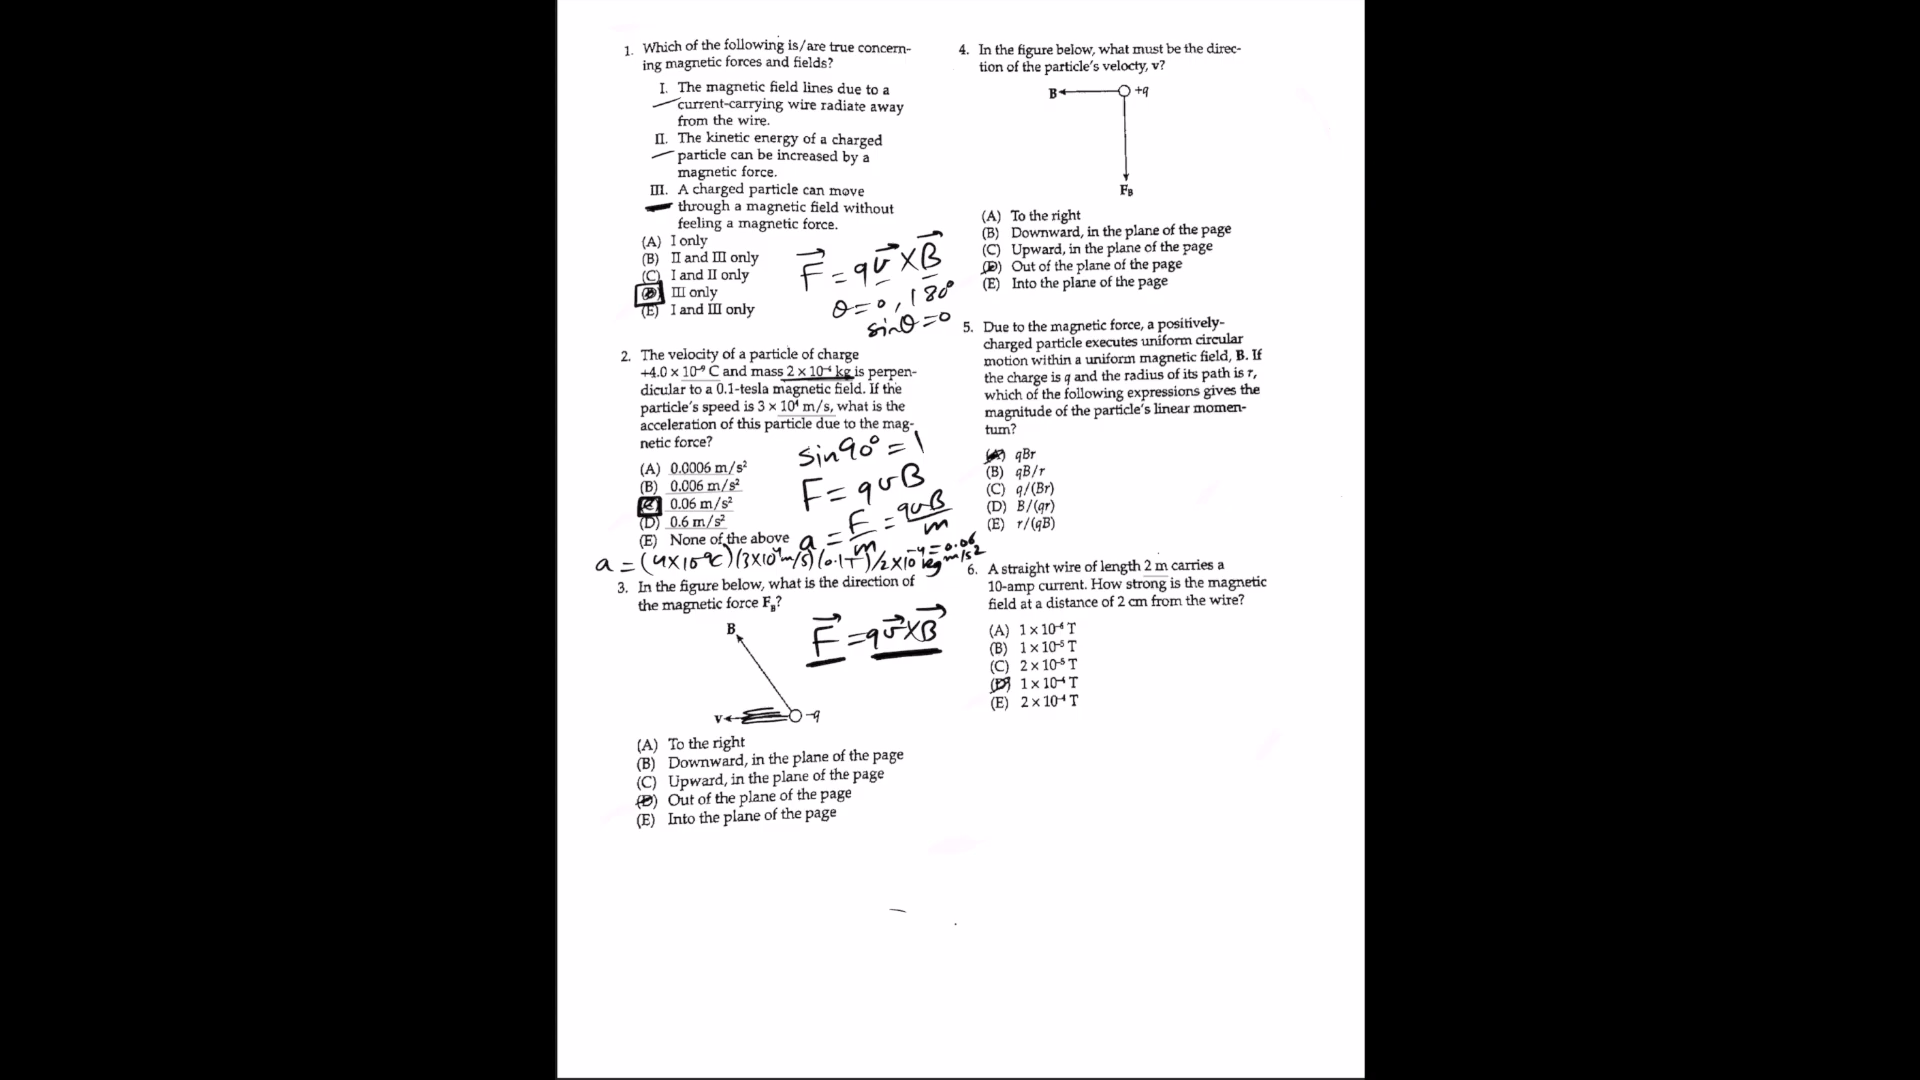 1. Which of the following is/are true concern-
ing magnetic forces and fields?
I. The magnetic field lines due to a
current-carrying wire radiate away
from the wire.
II. The kinetic energy of a charged
particle can be increased by a
magnetic force.
III. A charged particle can move
through a magnetic field without
feeling a magnetic force.
(A) I only
(B) II and III only
(C) I and II only
(D) III only
(E) I and III only
F = qv × B
θ = 0, 180°
sinθ = 0
2. The velocity of a particle of charge
+4.0 × 10⁻⁹ C and mass 2 × 10⁻⁴ kg is perpen-
dicular to a 0.1-tesla magnetic field. If the
particle's speed is 3 × 10⁴ m/s, what is the
acceleration of this particle due to the mag-
netic force?
(A) 0.0006 m/s²
(B) 0.006 m/s²
(C) 0.06 m/s²
(D) 0.6 m/s²
(E) None of the above
sin90° = 1
F = qvB
a = F/m = qvB/m
a = (4×10⁻⁹C)(3×10⁴m/s)(0.1T)/2×10⁻⁴kg = 0.06 m/s²
3. In the figure below, what is the direction of
the magnetic force F_B?
F = qv × B
B
v
-q
(A) To the right
(B) Downward, in the plane of the page
(C) Upward, in the plane of the page
(D) Out of the plane of the page
(E) Into the plane of the page
4. In the figure below, what must be the direc-
tion of the particle's velocty, v?
B
+q
F_B
(A) To the right
(B) Downward, in the plane of the page
(C) Upward, in the plane of the page
(D) Out of the plane of the page
(E) Into the plane of the page
5. Due to the magnetic force, a positively-
charged particle executes uniform circular
motion within a uniform magnetic field, B. If
the charge is q and the radius of its path is r,
which of the following expressions gives the
magnitude of the particle's linear momen-
tum?
(A) qBr
(B) qB/r
(C) q/(Br)
(D) B/(qr)
(E) r/(qB)
6. A straight wire of length 2 m carries a
10-amp current. How strong is the magnetic
field at a distance of 2 cm from the wire?
(A) 1 × 10⁻⁶ T
(B) 1 × 10⁻⁵ T
(C) 2 × 10⁻⁵ T
(D) 1 × 10⁻⁴ T
(E) 2 × 10⁻⁴ T